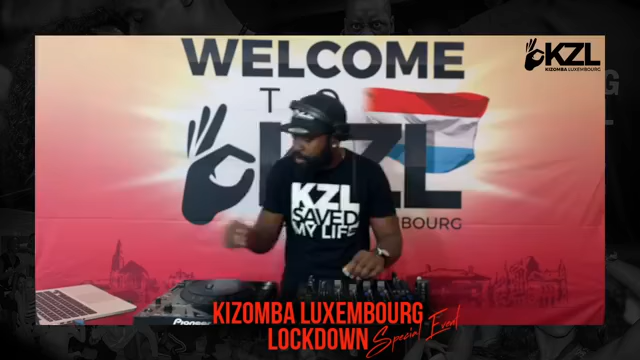 WELCOME
T
KZL
KIZOMBA LUXEMBOURG
KZL
MBOURG
KZL
SAVED
MY LIFE
Pioneer
KIZOMBA LUXEMBOURG
LOCKDOWN Special Event